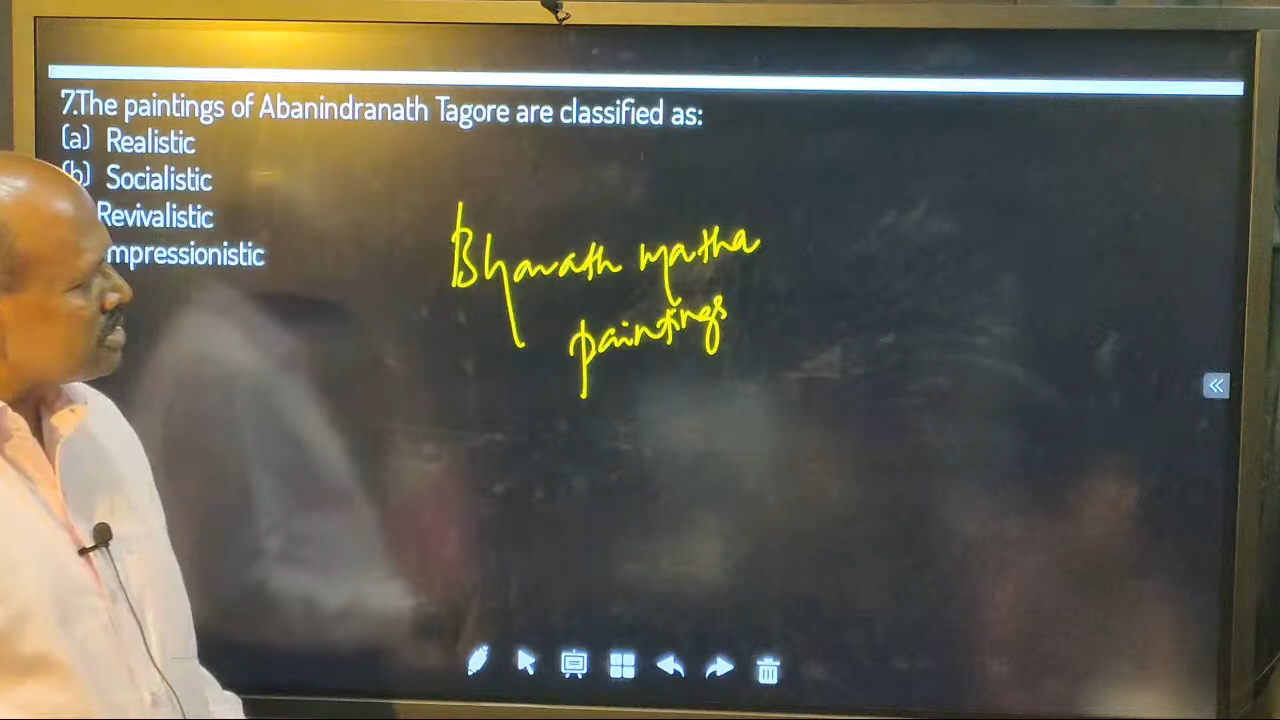 7.The paintings of Abanindranath Tagore are classified as:
(a) Realistic
(b) Socialistic
Revivalistic
mpressionistic
Bharath matha
paintings